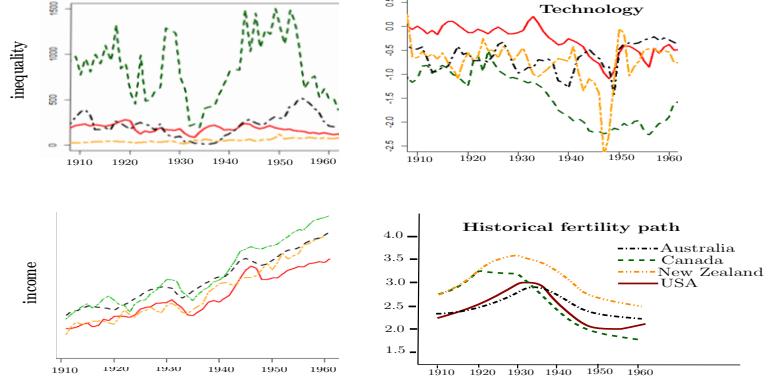 inequality
1500
500
0
1910 1920 1930 1940 1950 1960
Technology
0.5
0.0
-0.5
-1.0
-1.5
-2.0
-2.5
1910 1920 1930 1940 1950 1960
income
1910 1920 1930 1940 1950 1960
Historical fertility path
4.0
3.5
3.0
2.5
2.0
1.5
Australia
Canada
New Zealand
USA
1910 1920 1930 1940 1950 1960